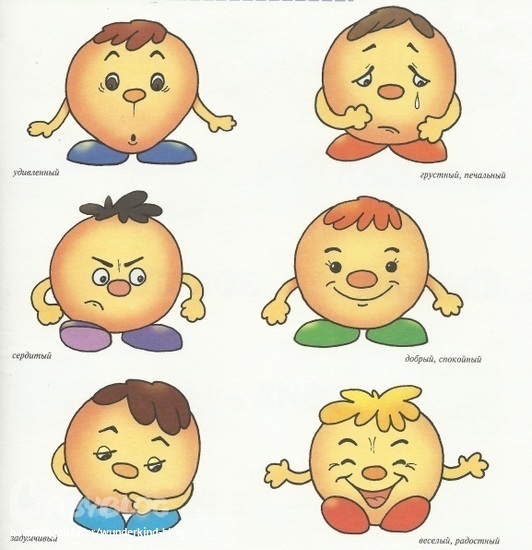 удивленный
грустный, печальный
сердитый
добрый, спокойный
задумчивый
веселый, радостный